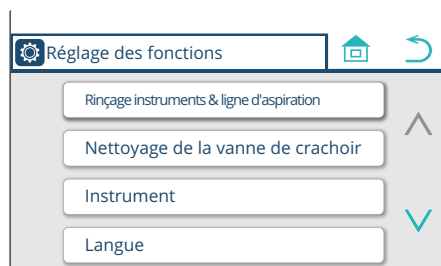 Réglage des fonctions
Rinçage instruments & ligne d'aspiration
Nettoyage de la vanne de crachoir
Instrument
Langue